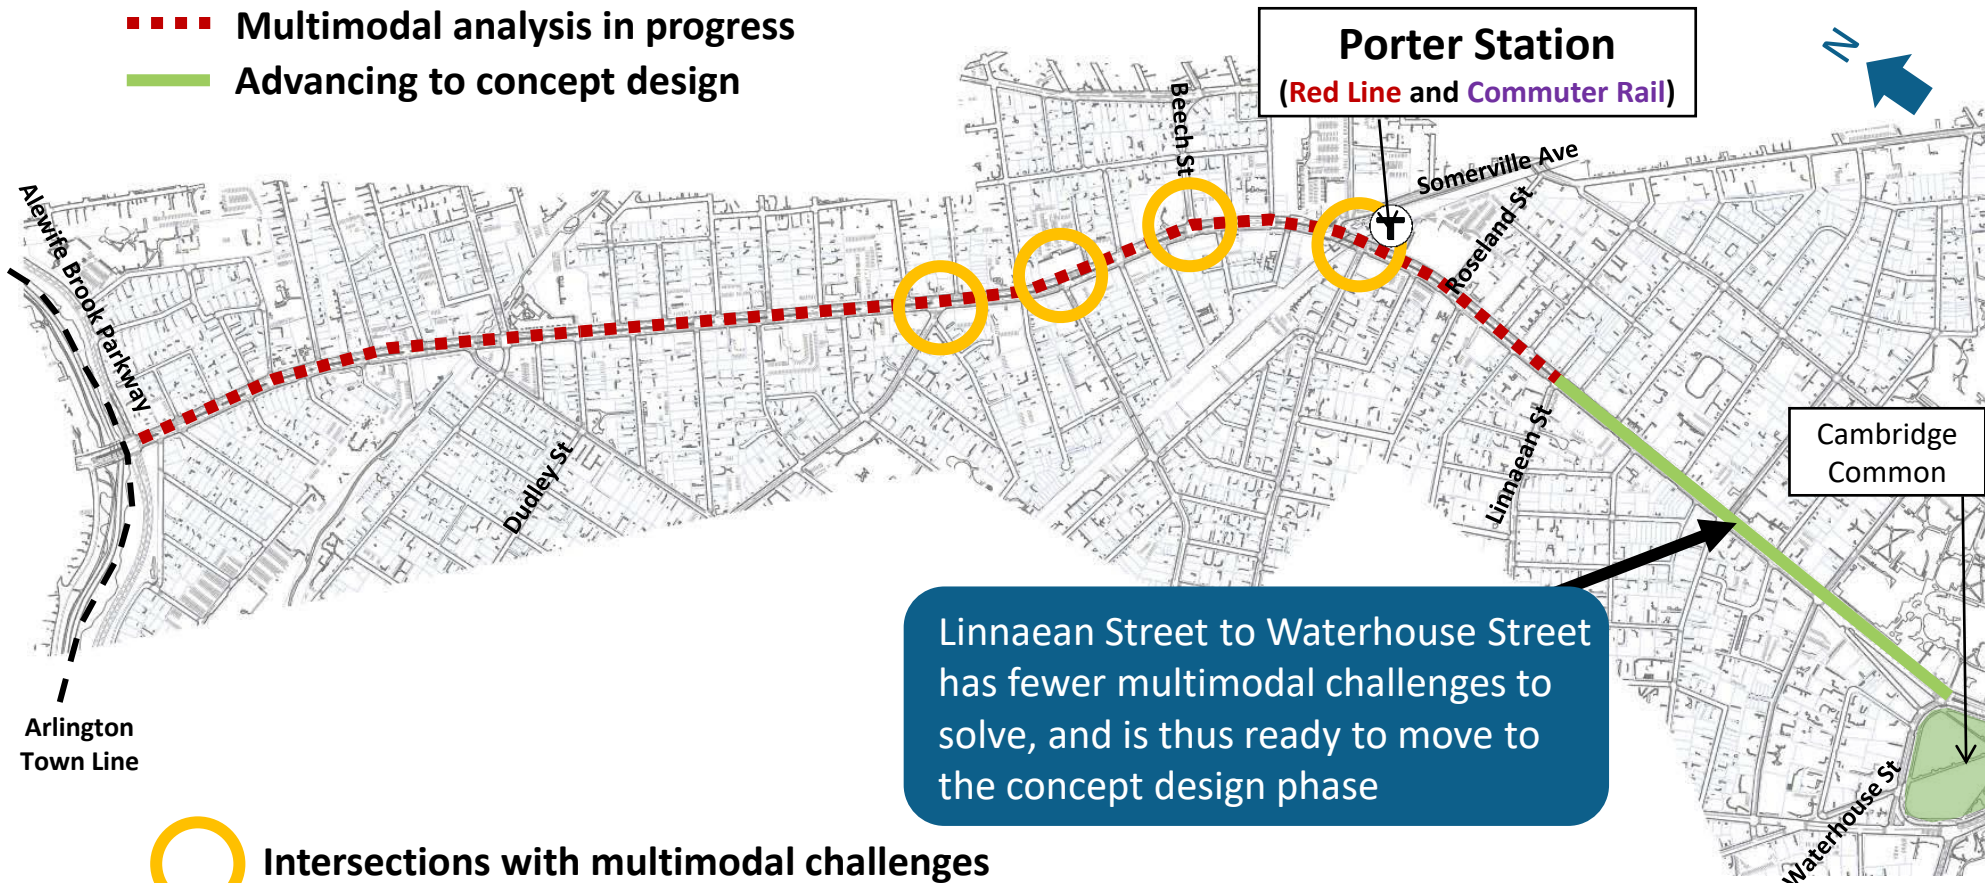 Multimodal analysis in progress
Advancing to concept design
Porter Station
(Red Line and Commuter Rail)
N
Beech St
Somerville Ave
Roseland St
Alewife Brook Parkway
Dudley St
Linnaean St
Cambridge
Common
Linnaean Street to Waterhouse Street
has fewer multimodal challenges to
solve, and is thus ready to move to
the concept design phase
Arlington
Town Line
Waterhouse St
Intersections with multimodal challenges